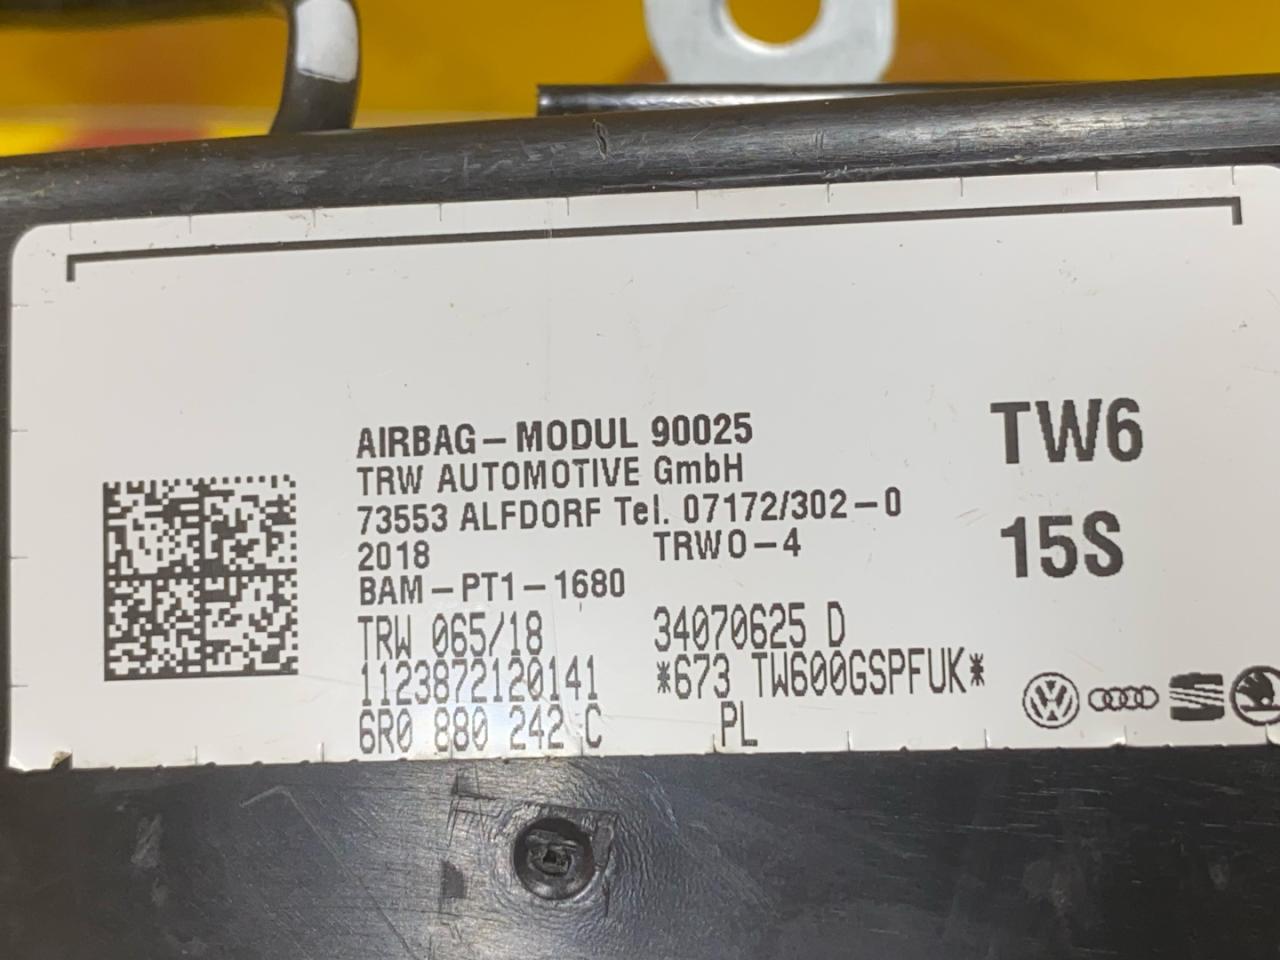 AIRBAG-MODUL 90025
TRW AUTOMOTIVE GmbH
73553 ALFDORF Tel. 07172/302-0
2018 TRWO-4
BAM-PT1-1680
TRW 065/18 34070625 D
1123872120141 *673 TW600GSPFUK*
6R0 880 242 C PL
TW6
15S